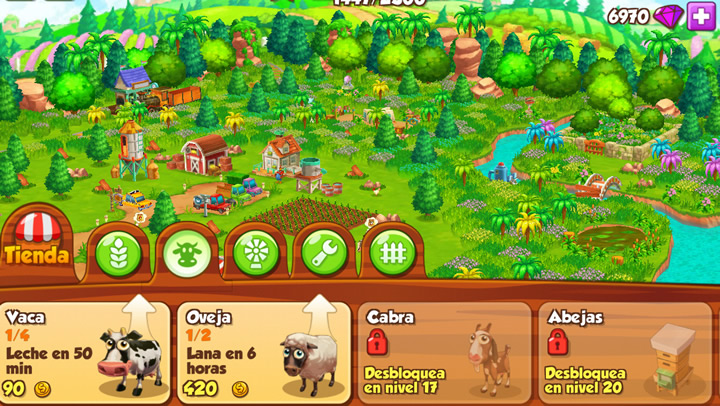 6970
Tienda
Vaca
1/4
Leche en 50
min
90
Oveja
1/2
Lana en 6
horas
420
Cabra
Desbloquea
en nivel 17
Abejas
Desbloquea
en nivel 20